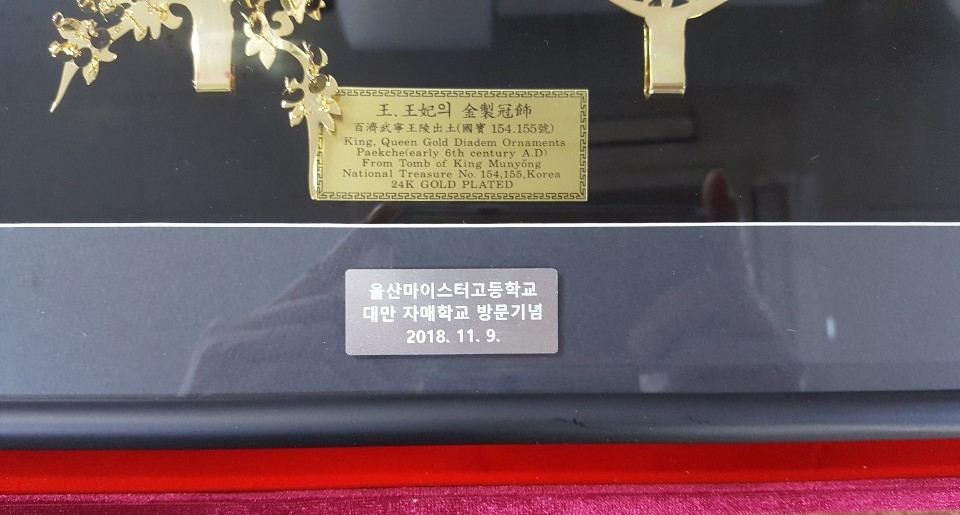 王. 王妃의 金製冠飾
百濟武寧王陵出土(國寶 154.155號)
King, Queen Gold Diadem Ornaments
Paekche(early 6th century A.D)
From Tomb of King Munyŏng
National Treasure No. 154,155,Korea
24K GOLD PLATED
울산마이스터고등학교
대만 자매학교 방문기념
2018. 11. 9.